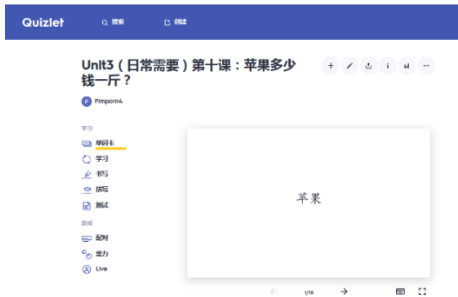 Quizlet
搜索
创建
Unit3（日常需要）第十课：苹果多少
钱一斤？
P
Pimporn4
学习
单词卡
学习
书写
拼写
测试
游戏
配对
重力
Live
苹果
1/16